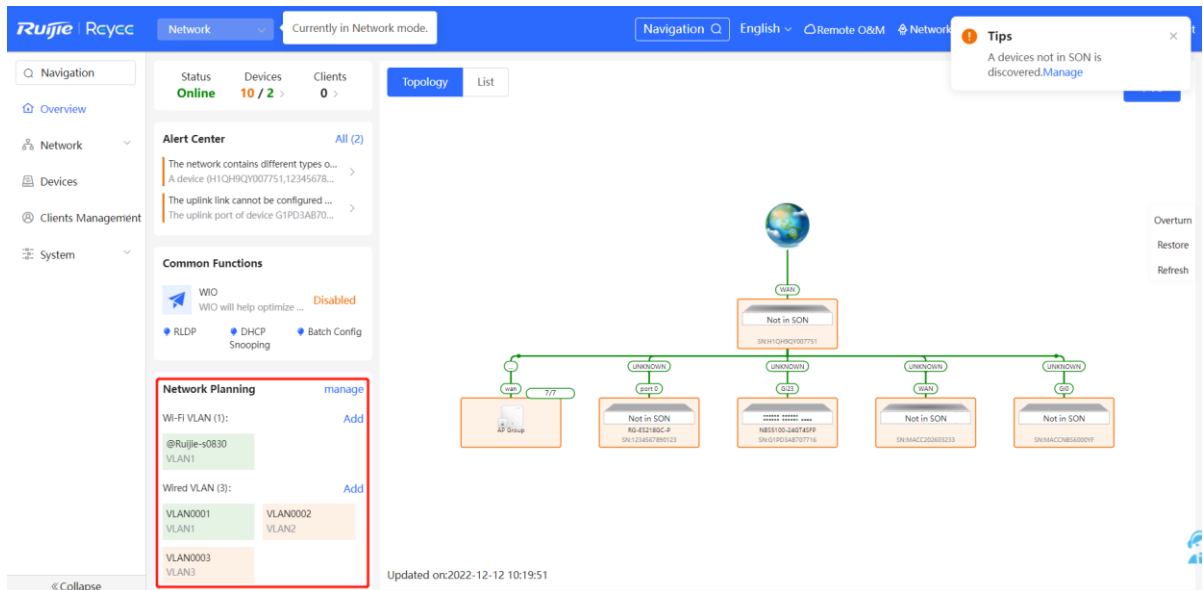 Ruijie | Rcycc
Network
Currently in Network mode.
Navigation
English
Remote O&M
Network
Tips
A devices not in SON is
discovered.Manage
Navigation
Overview
Network
Devices
Clients Management
System
Collapse
Status
Devices
Clients
Online
10 / 2 >
0 >
Alert Center
All (2)
The network contains different types o...
A device (H1QH9QY007751,12345678...
The uplink link cannot be configured ...
The uplink port of device G1PD3AB70...
Common Functions
WIO
WIO will help optimize ...
Disabled
RLDP
DHCP
Snooping
Batch Config
Network Planning
manage
Wi-Fi VLAN (1):
Add
@Ruijie-s0830
VLAN1
Wired VLAN (3):
Add
VLAN0001
VLAN1
VLAN0002
VLAN2
VLAN0003
VLAN3
Topology
List
Overturn
Restore
Refresh
WAN
Not in SON
SN:H1QH9QY007751
...
wan
7/7
AP Group
UNKNOWN
port 0
Not in SON
RG-ES218GC-P
SN:1234567890123
UNKNOWN
Gi23
NBS5100-24GT4SFP
SN:G1PD3AB707716
UNKNOWN
WAN
Not in SON
SN:MACC202603233
UNKNOWN
Gi0
Not in SON
SN:MACCNBS6000YF
Updated on:2022-12-12 10:19:51